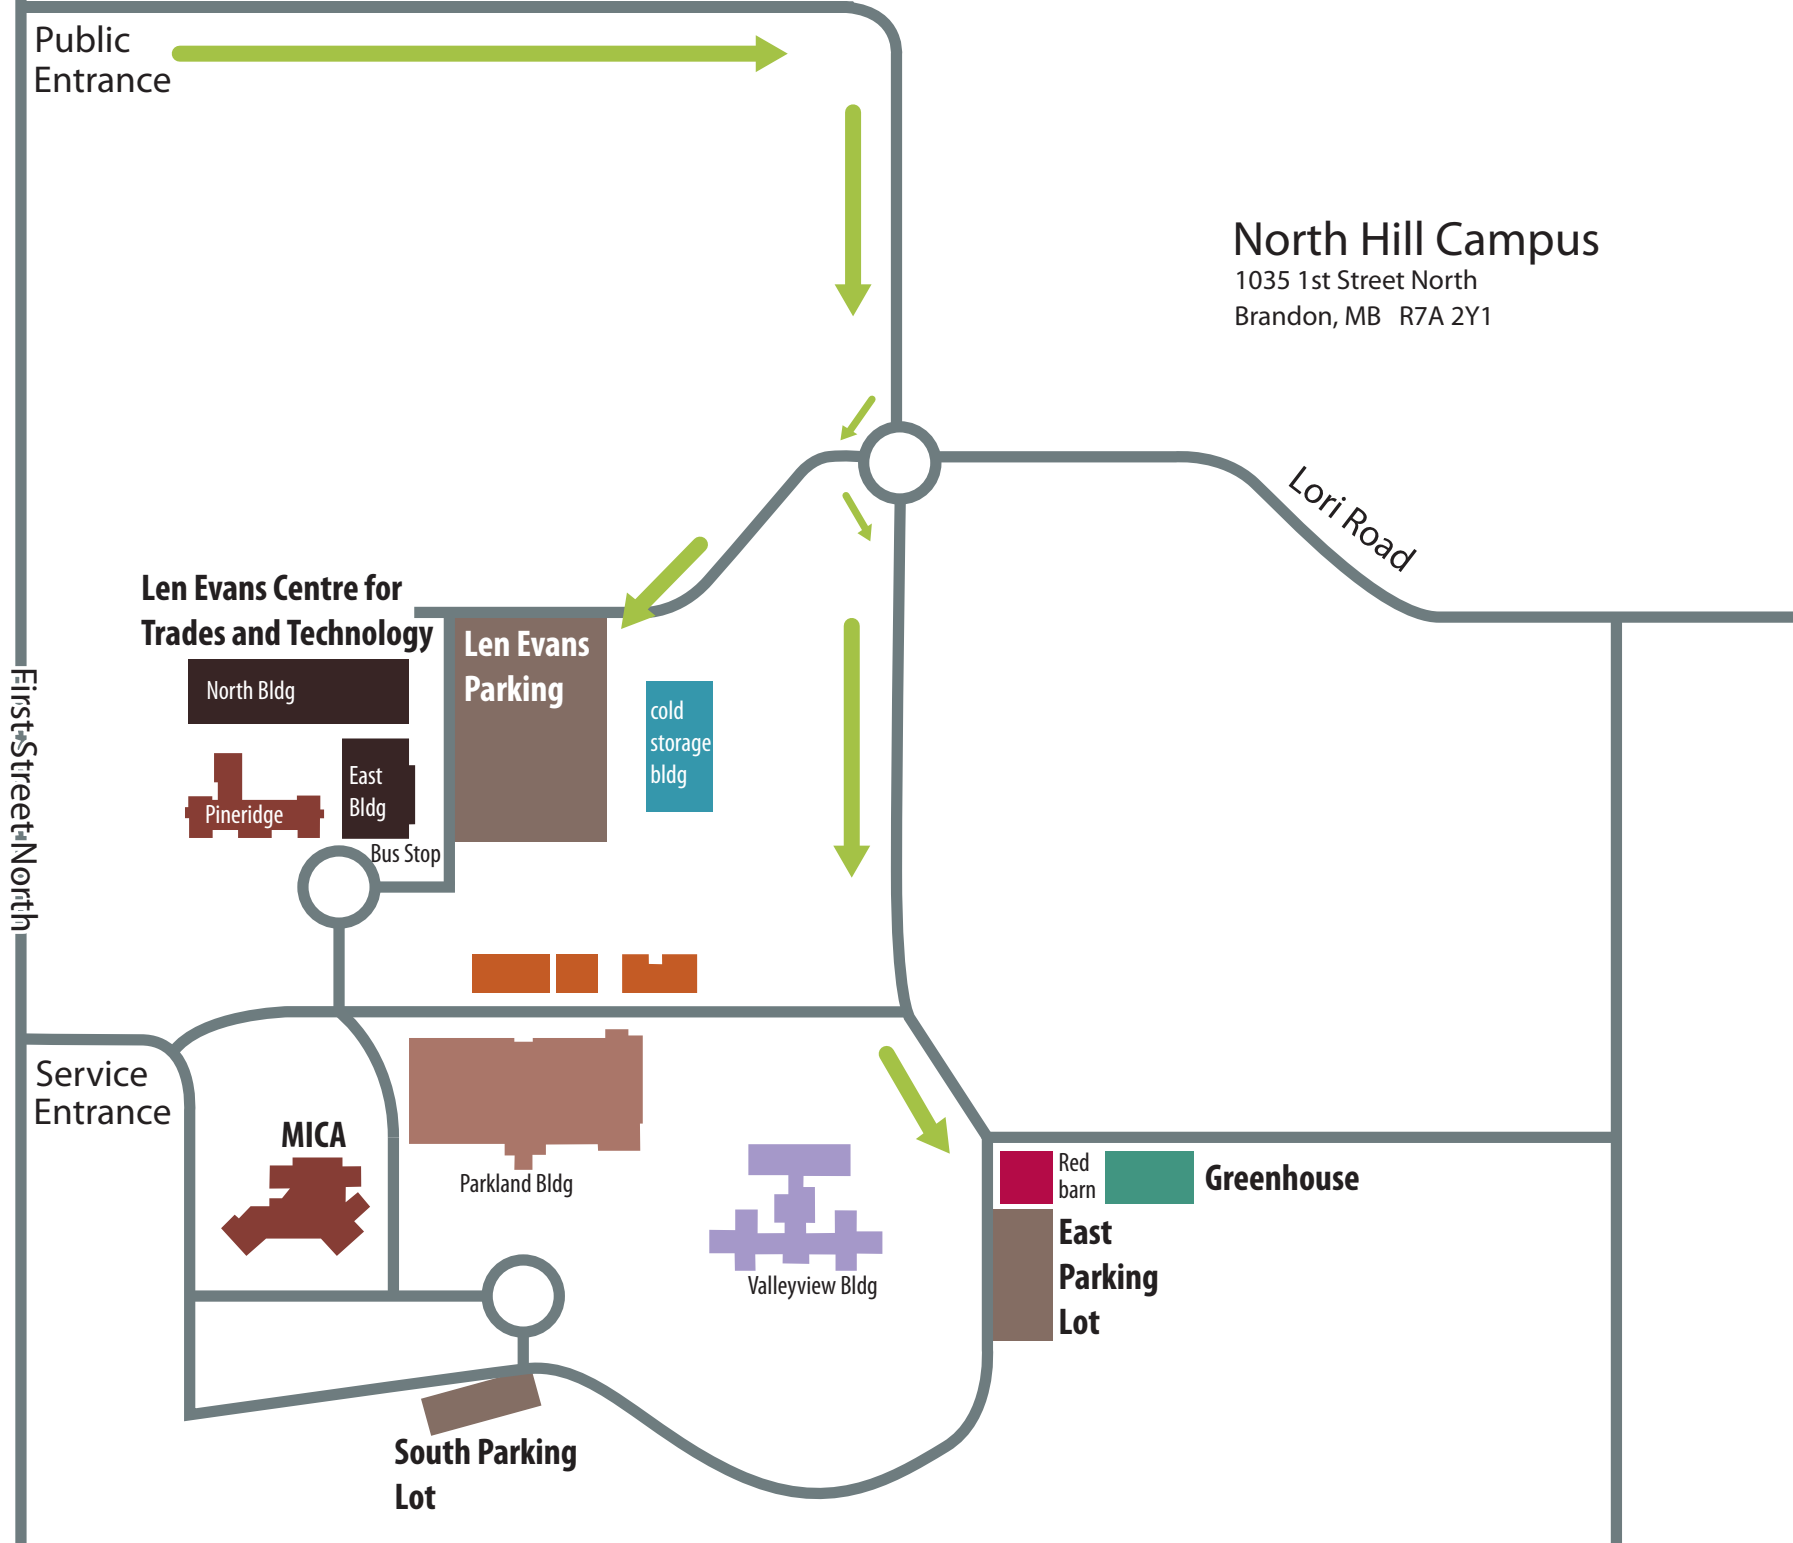 Public
Entrance
North Hill Campus
1035 1st Street North
Brandon, MB R7A 2Y1
Lori Road
Len Evans Centre for
Trades and Technology
Len Evans
Parking
North Bldg
cold
storage
bldg
East
Bldg
Pineridge
Bus Stop
First Street North
Service
Entrance
MICA
Parkland Bldg
Red
barn
Greenhouse
East
Parking
Lot
Valleyview Bldg
South Parking
Lot